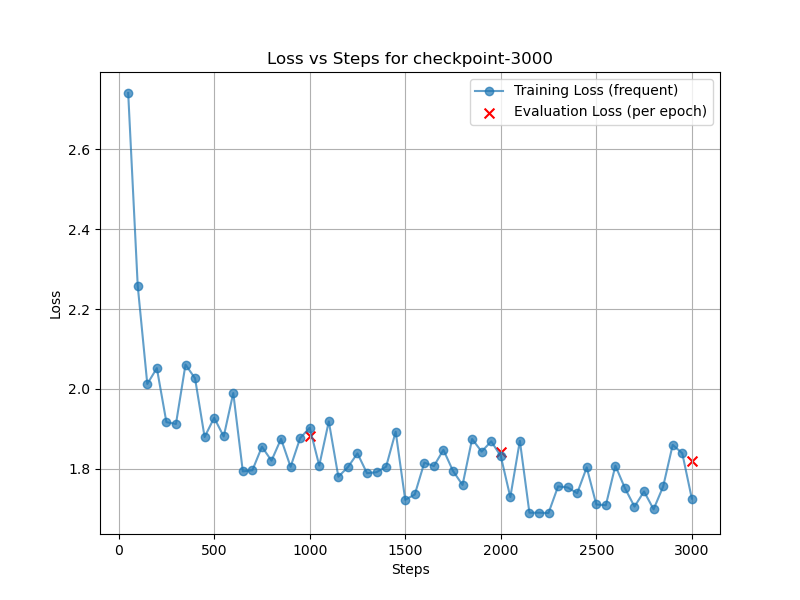 Loss vs Steps for checkpoint-3000
Training Loss (frequent)
Evaluation Loss (per epoch)
2.6
2.4
2.2
2.0
1.8
Loss
0 500 1000 1500 2000 2500 3000
Steps